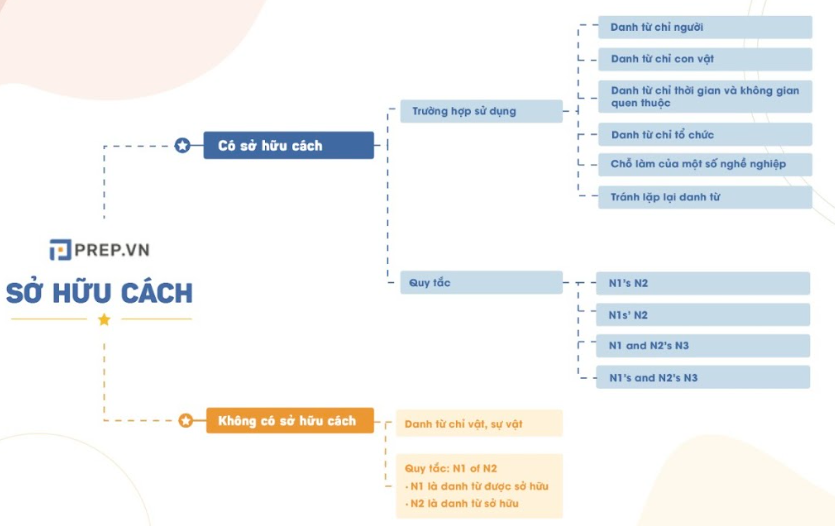 PREP.VN
SỞ HỮU CÁCH
Có sở hữu cách
Trường hợp sử dụng
Danh từ chỉ người
Danh từ chỉ con vật
Danh từ chỉ thời gian và không gian
quen thuộc
Danh từ chỉ tổ chức
Chỗ làm của một số nghề nghiệp
Tránh lặp lại danh từ
Quy tắc
N1's N2
N1s' N2
N1 and N2's N3
N1's and N2's N3
Không có sở hữu cách
Danh từ chỉ vật, sự vật
Quy tắc: N1 of N2
- N1 là danh từ được sở hữu
- N2 là danh từ sở hữu